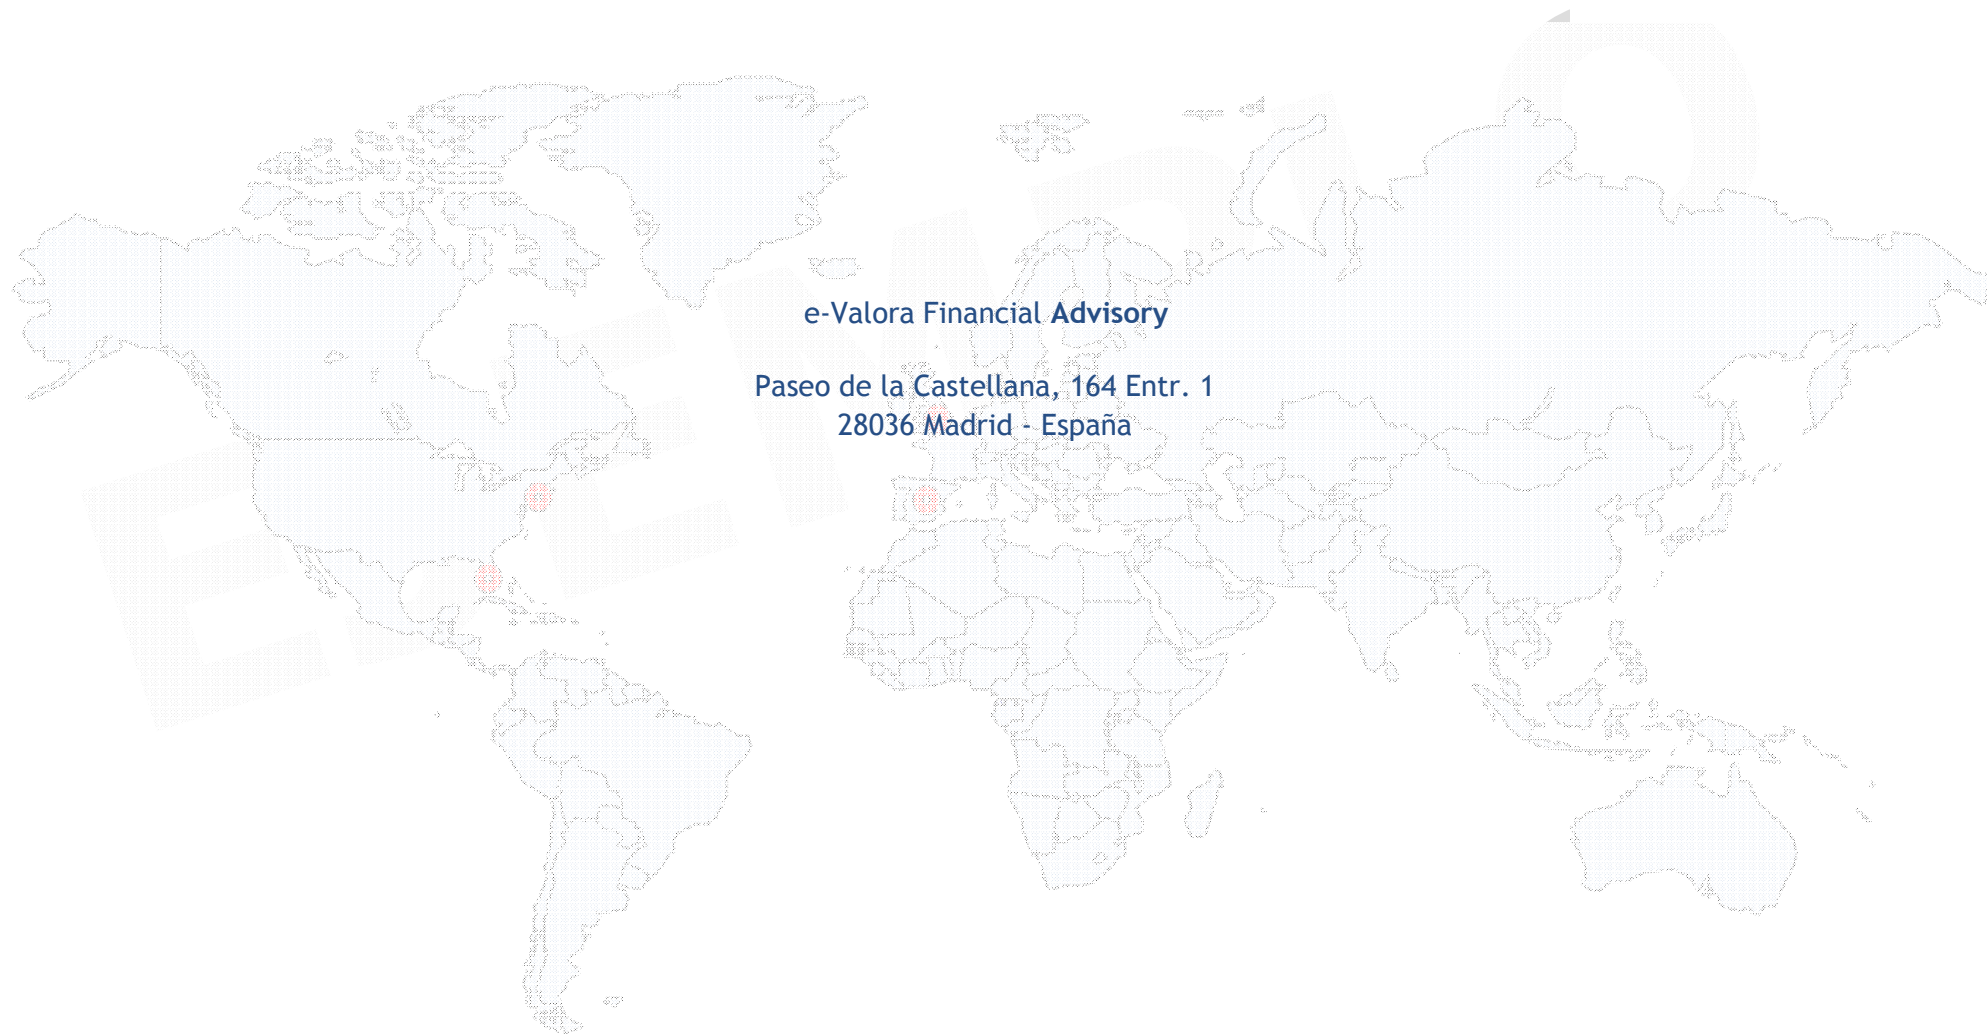 e-Valora Financial Advisory
Paseo de la Castellana, 164 Entr. 1
28036 Madrid - España